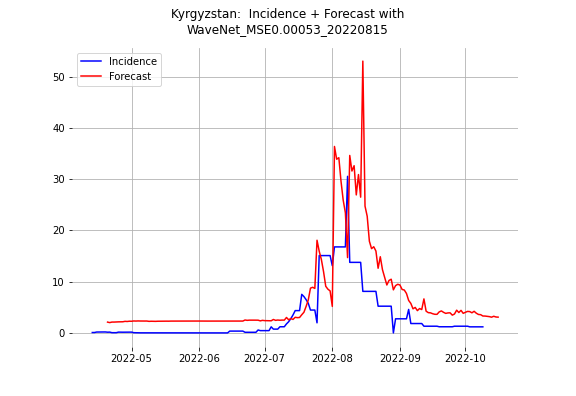 Kyrgyzstan:  Incidence + Forecast with
WaveNet_MSE0.00053_20220815
Incidence
Forecast
50
40
30
20
10
0
2022-05 2022-06 2022-07 2022-08 2022-09 2022-10